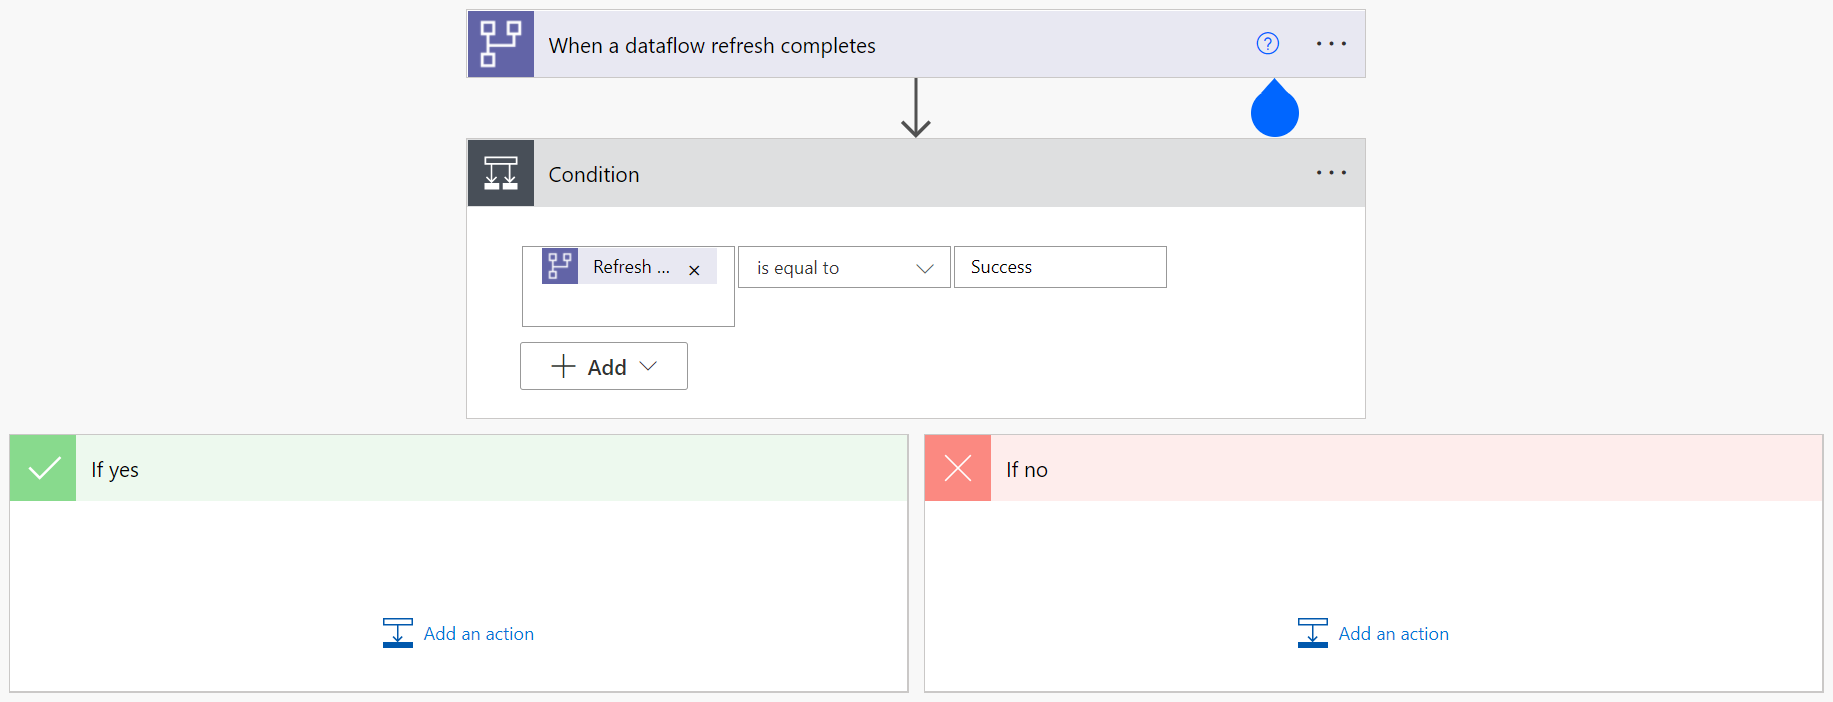 When a dataflow refresh completes
Condition
Refresh ...
is equal to
Success
Add
If yes
If no
Add an action
Add an action